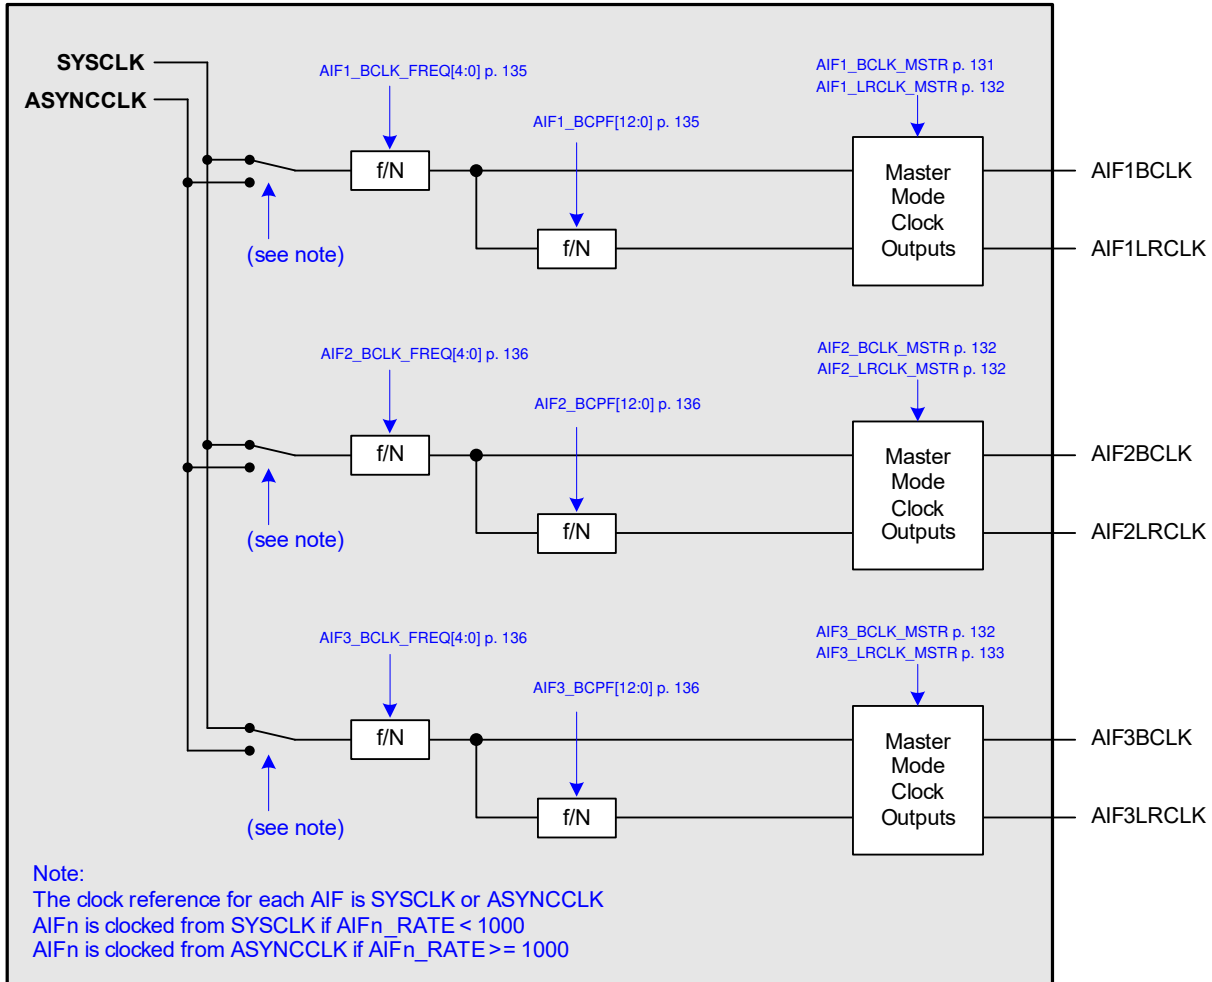 SYSCLK
ASYNCCLK
AIF1_BCLK_FREQ[4:0] p. 135
AIF1_BCPF[12:0] p. 135
AIF1_BCLK_MSTR p. 131
AIF1_LRCLK_MSTR p. 132
f/N
f/N
(see note)
Master
Mode
Clock
Outputs
AIF1BCLK
AIF1LRCLK
AIF2_BCLK_FREQ[4:0] p. 136
AIF2_BCPF[12:0] p. 136
AIF2_BCLK_MSTR p. 132
AIF2_LRCLK_MSTR p. 132
f/N
f/N
(see note)
Master
Mode
Clock
Outputs
AIF2BCLK
AIF2LRCLK
AIF3_BCLK_FREQ[4:0] p. 136
AIF3_BCPF[12:0] p. 136
AIF3_BCLK_MSTR p. 132
AIF3_LRCLK_MSTR p. 133
f/N
f/N
(see note)
Master
Mode
Clock
Outputs
AIF3BCLK
AIF3LRCLK
Note:
The clock reference for each AIF is SYSCLK or ASYNCCLK
AIFn is clocked from SYSCLK if AIFn_RATE < 1000
AIFn is clocked from ASYNCCLK if AIFn_RATE >= 1000